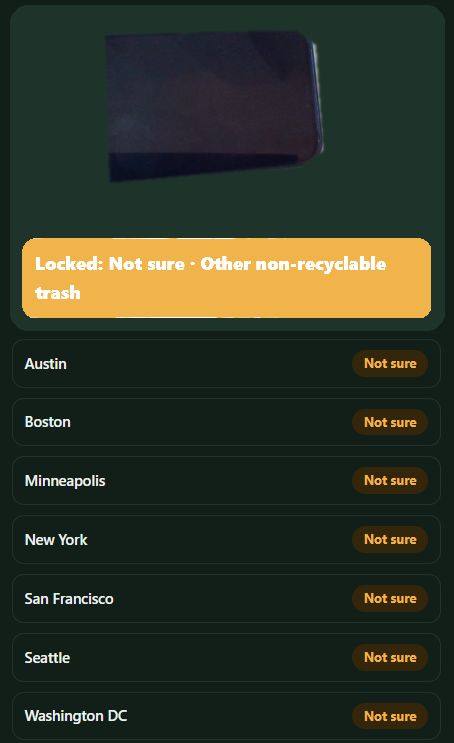 Locked: Not sure · Other non-recyclable
trash
Austin Not sure
Boston Not sure
Minneapolis Not sure
New York Not sure
San Francisco Not sure
Seattle Not sure
Washington DC Not sure